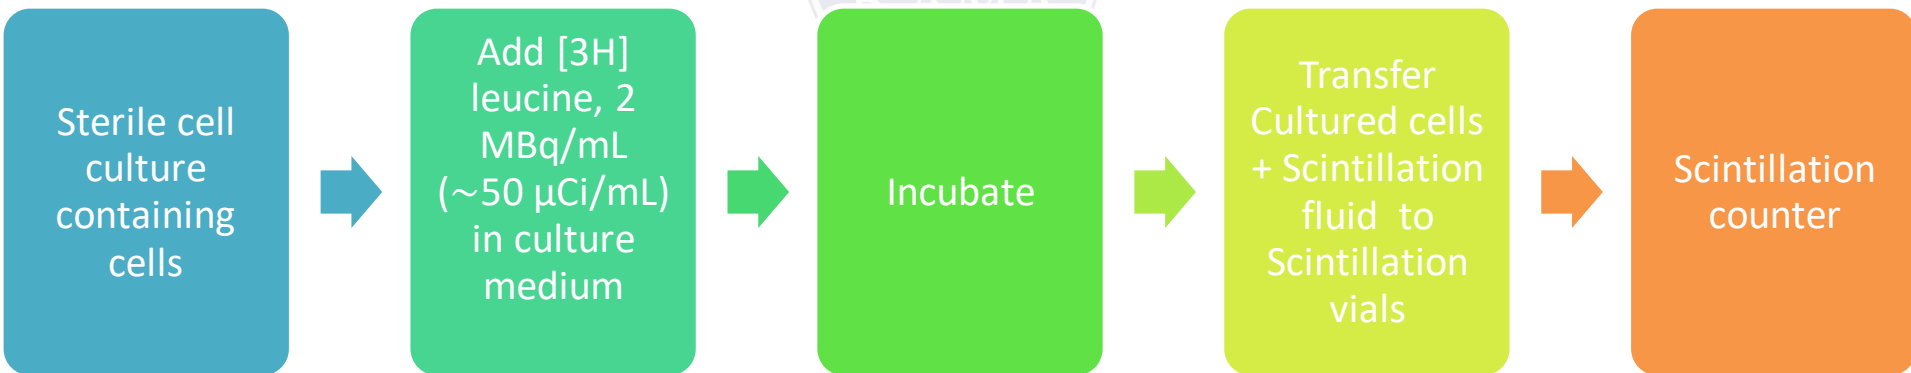 Sterile cell
culture
containing
cells
Add [3H]
leucine, 2
MBq/mL
(~50 µCi/mL)
in culture
medium
Incubate
Transfer
Cultured cells
+ Scintillation
fluid to
Scintillation
vials
Scintillation
counter